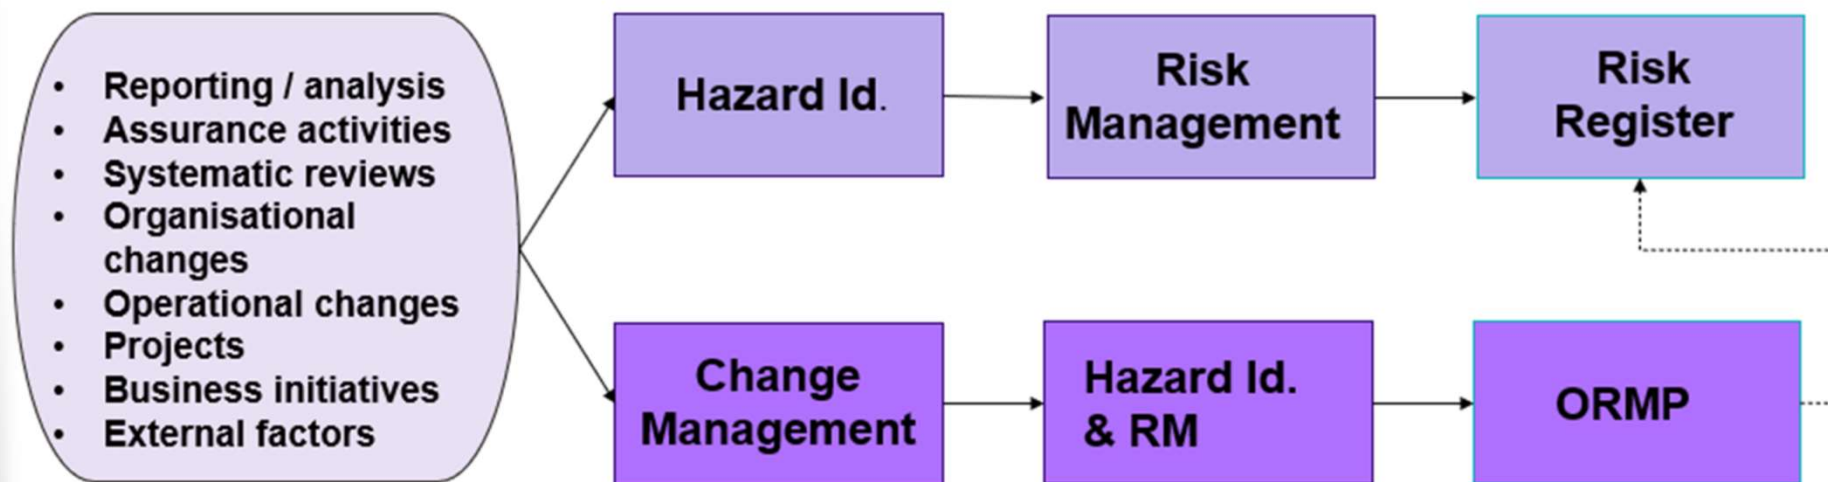 • Reporting / analysis
• Assurance activities
• Systematic reviews
• Organisational
changes
• Operational changes
• Projects
• Business initiatives
• External factors
Hazard Id.
Risk
Management
Risk
Register
Change
Management
Hazard Id.
& RM
ORMP